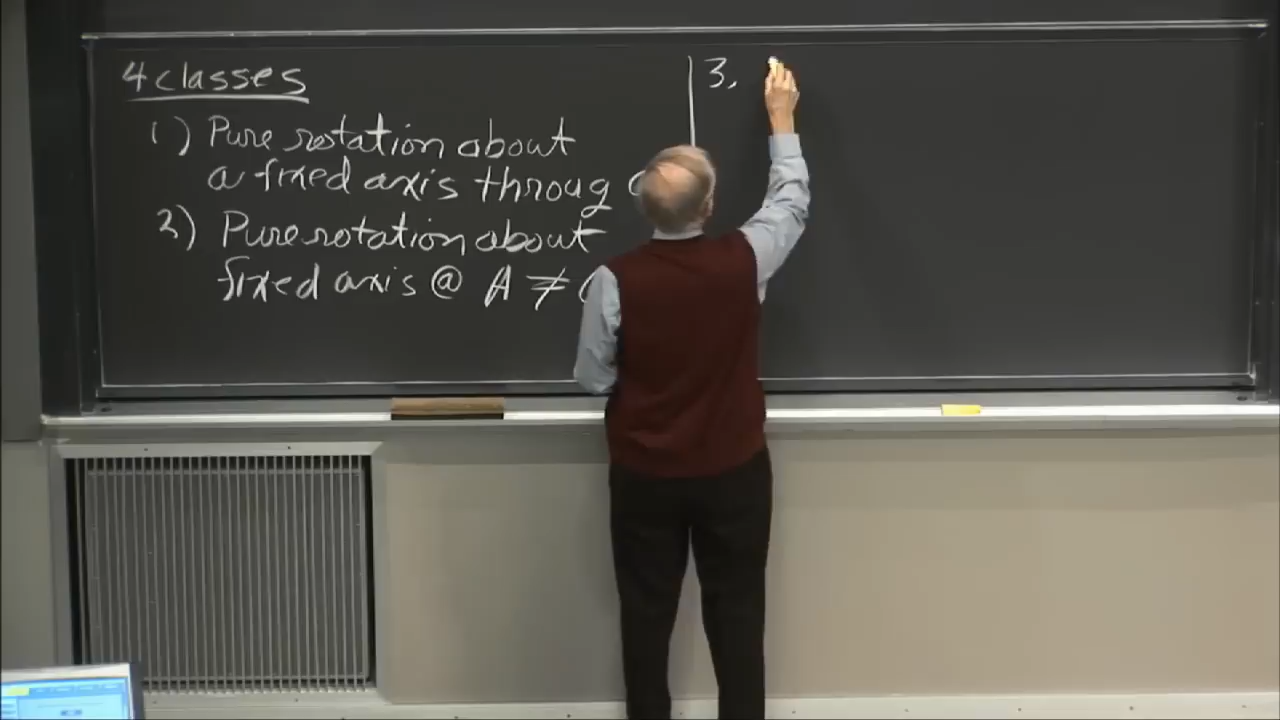 4 classes
1) Pure rotation about
a fixed axis throug
2) Pure rotation about
fixed axis @ A ≠
3,